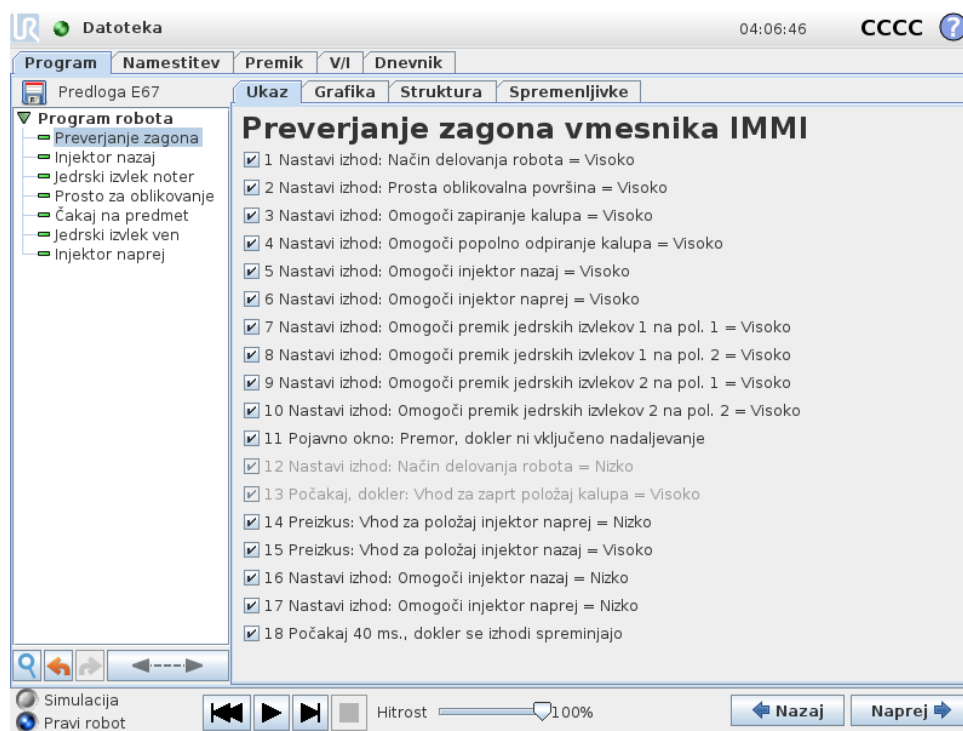 UR Datoteka 04:06:46 CCCC ?
Program Namestitev Premik V/I Dnevnik
Predloga E67
Ukaz Grafika Struktura Spremenljivke
Program robota
Preverjanje zagona
Injektor nazaj
Jedrski izvlek noter
Prosto za oblikovanje
Čakaj na predmet
Jedrski izvlek ven
Injektor naprej
Preverjanje zagona vmesnika IMMI
1 Nastavi izhod: Način delovanja robota = Visoko
2 Nastavi izhod: Prosta oblikovalna površina = Visoko
3 Nastavi izhod: Omogoči zapiranje kalupa = Visoko
4 Nastavi izhod: Omogoči popolno odpiranje kalupa = Visoko
5 Nastavi izhod: Omogoči injektor nazaj = Visoko
6 Nastavi izhod: Omogoči injektor naprej = Visoko
7 Nastavi izhod: Omogoči premik jedrskih izvlekov 1 na pol. 1 = Visoko
8 Nastavi izhod: Omogoči premik jedrskih izvlekov 1 na pol. 2 = Visoko
9 Nastavi izhod: Omogoči premik jedrskih izvlekov 2 na pol. 1 = Visoko
10 Nastavi izhod: Omogoči premik jedrskih izvlekov 2 na pol. 2 = Visoko
11 Pojavno okno: Premor, dokler ni vključeno nadaljevanje
12 Nastavi izhod: Način delovanja robota = Nizko
13 Počakaj, dokler: Vhod za zaprt položaj kalupa = Visoko
14 Preizkus: Vhod za položaj injektor naprej = Nizko
15 Preizkus: Vhod za položaj injektor nazaj = Visoko
16 Nastavi izhod: Omogoči injektor nazaj = Nizko
17 Nastavi izhod: Omogoči injektor naprej = Nizko
18 Počakaj 40 ms., dokler se izhodi spreminjajo
Simulacija
Pravi robot
Hitrost 100%
Nazaj
Naprej